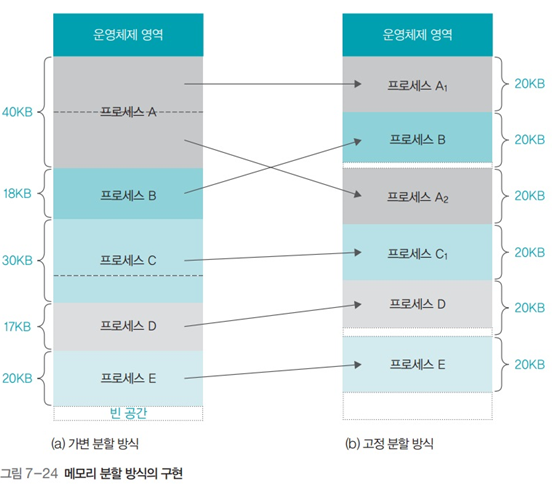 운영체제 영역
40KB
프로세스 A
18KB
프로세스 B
30KB
프로세스 C
17KB
프로세스 D
20KB
프로세스 E
빈 공간
(a) 가변 분할 방식
운영체제 영역
프로세스 A1
20KB
프로세스 B
20KB
프로세스 A2
20KB
프로세스 C1
20KB
프로세스 D
20KB
프로세스 E
20KB
(b) 고정 분할 방식
그림 7-24 메모리 분할 방식의 구현